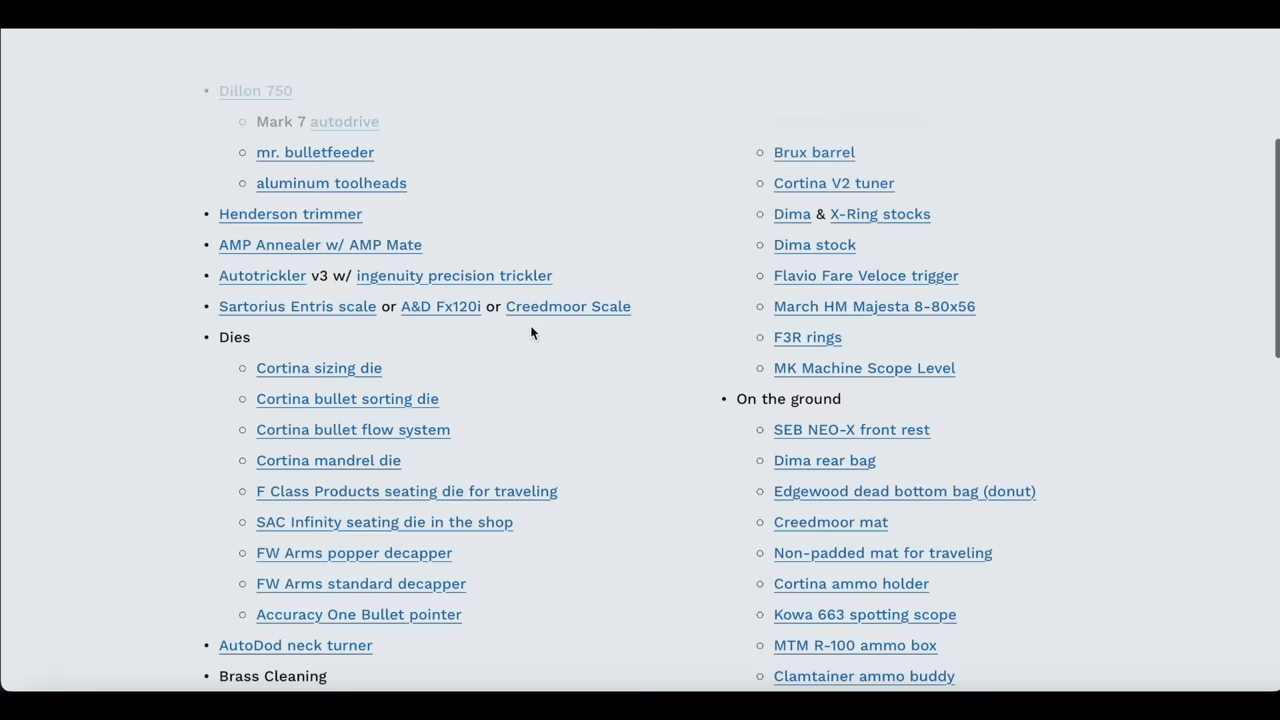 Dillon 750
Mark 7 autodrive
mr. bulletfeeder
aluminum toolheads
Henderson trimmer
AMP Annealer w/ AMP Mate
Autotrickler v3 w/ ingenuity precision trickler
Sartorius Entris scale or A&D Fx120i or Creedmoor Scale
Dies
Cortina sizing die
Cortina bullet sorting die
Cortina bullet flow system
Cortina mandrel die
F Class Products seating die for traveling
SAC Infinity seating die in the shop
FW Arms popper decapper
FW Arms standard decapper
Accuracy One Bullet pointer
AutoDod neck turner
Brass Cleaning
Brux barrel
Cortina V2 tuner
Dima & X-Ring stocks
Dima stock
Flavio Fare Veloce trigger
March HM Majesta 8-80x56
F3R rings
MK Machine Scope Level
On the ground
SEB NEO-X front rest
Dima rear bag
Edgewood dead bottom bag (donut)
Creedmoor mat
Non-padded mat for traveling
Cortina ammo holder
Kowa 663 spotting scope
MTM R-100 ammo box
Clamtainer ammo buddy